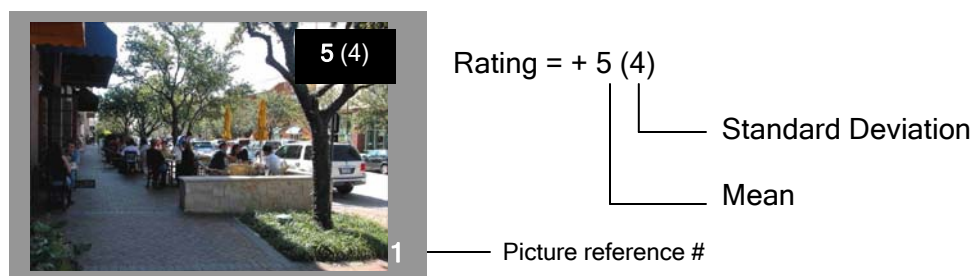 5 (4)
Rating = + 5 (4)
Standard Deviation
Mean
1
Picture reference #